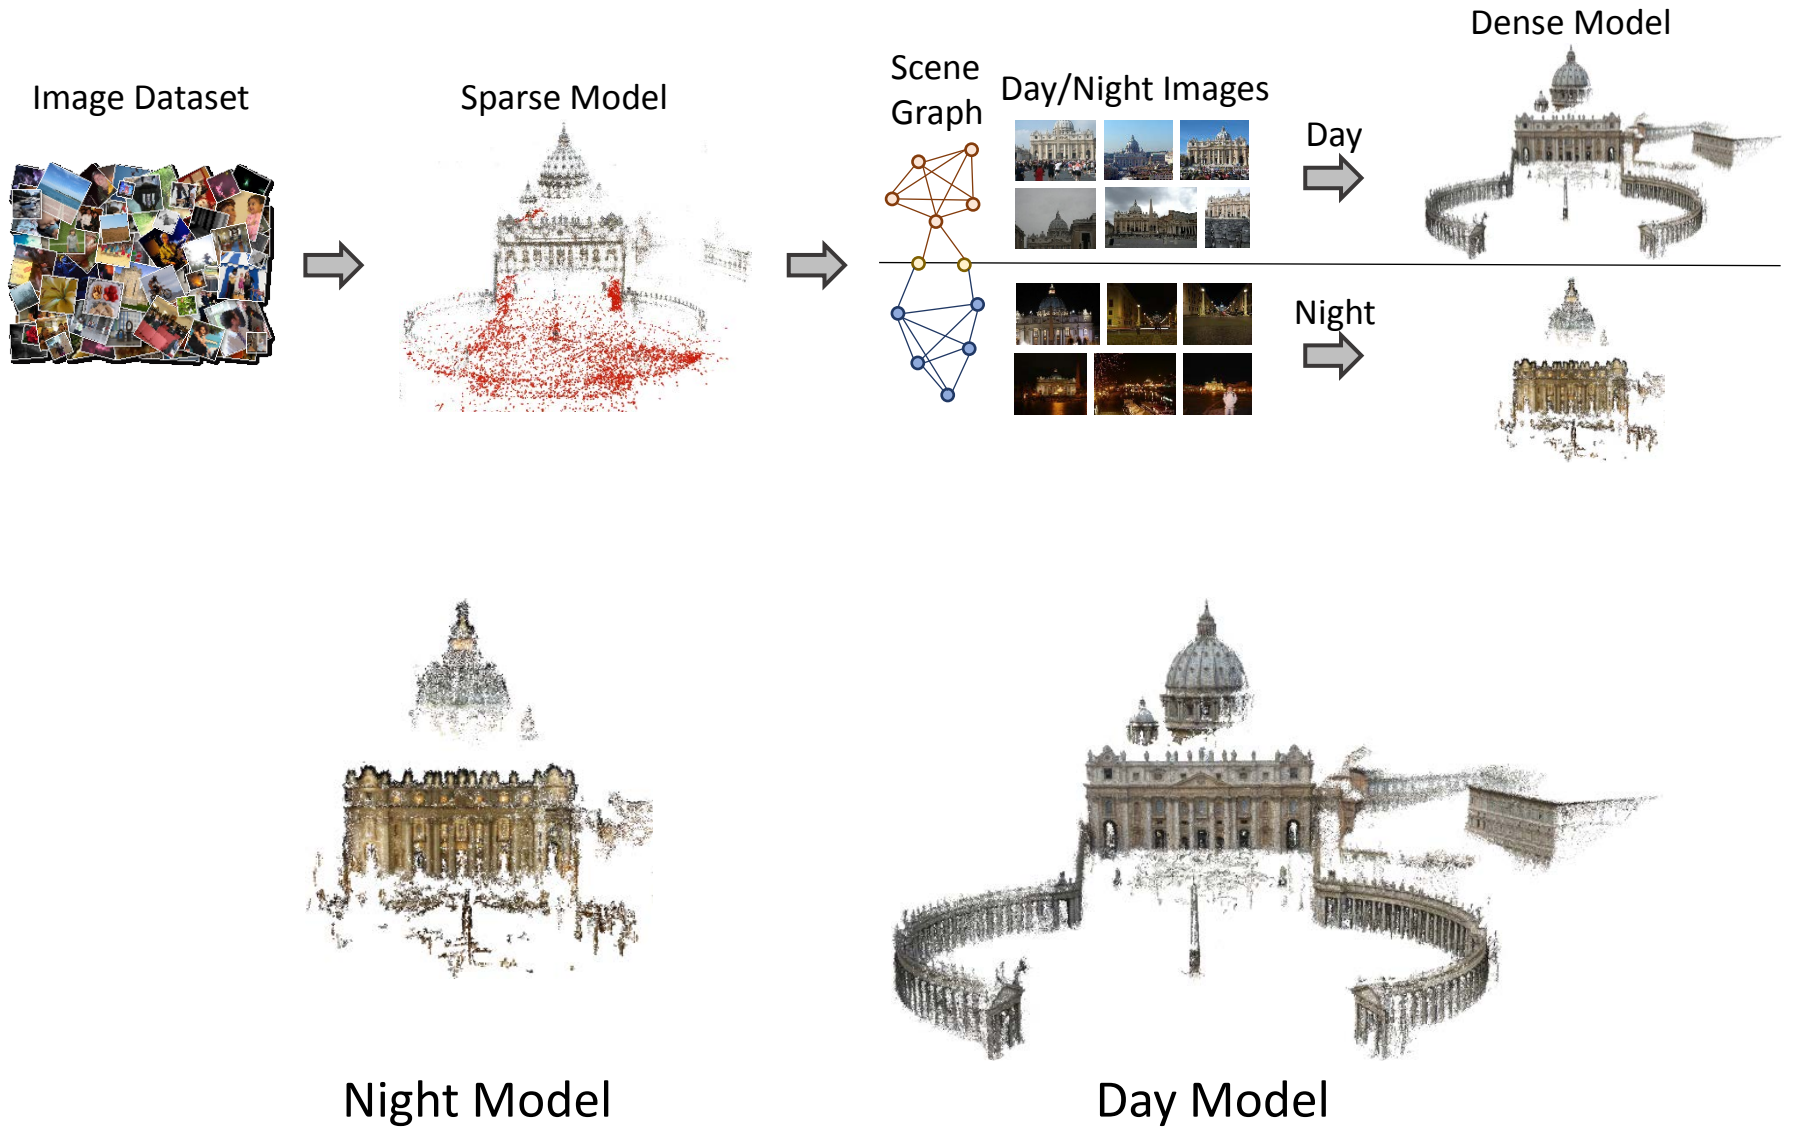 Image Dataset
Sparse Model
Scene
Graph
Day/Night Images
Dense Model
Day
Night
Night Model
Day Model